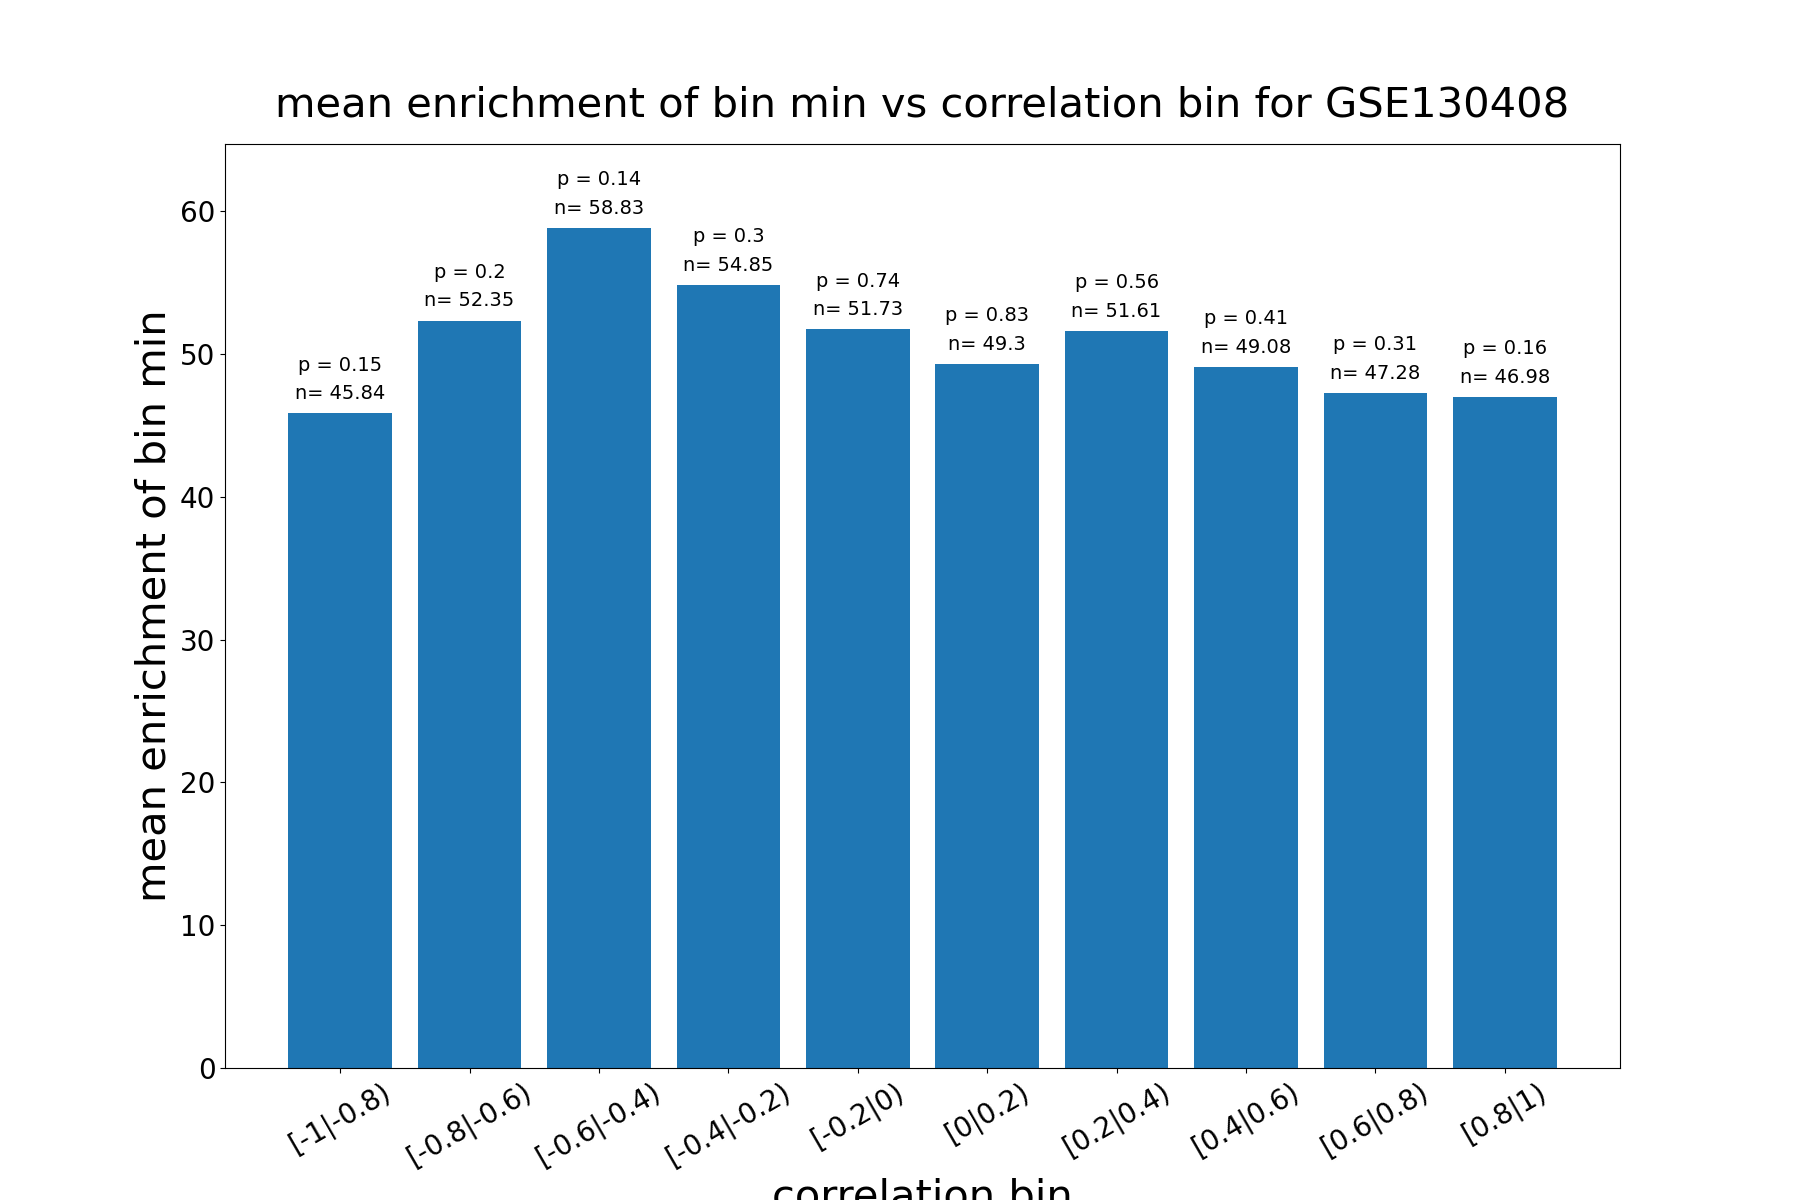 mean enrichment of bin min vs correlation bin for GSE130408
mean enrichment of bin min
60
50
40
30
20
10
0
p = 0.15
n= 45.84
p = 0.2
n= 52.35
p = 0.14
n= 58.83
p = 0.3
n= 54.85
p = 0.74
n= 51.73
p = 0.83
n= 49.3
p = 0.56
n= 51.61
p = 0.41
n= 49.08
p = 0.31
n= 47.28
p = 0.16
n= 46.98
[-1|-0.8)
[-0.8|-0.6)
[-0.6|-0.4)
[-0.4|-0.2)
[-0.2|0)
[0|0.2)
[0.2|0.4)
[0.4|0.6)
[0.6|0.8)
[0.8|1)
correlation bin